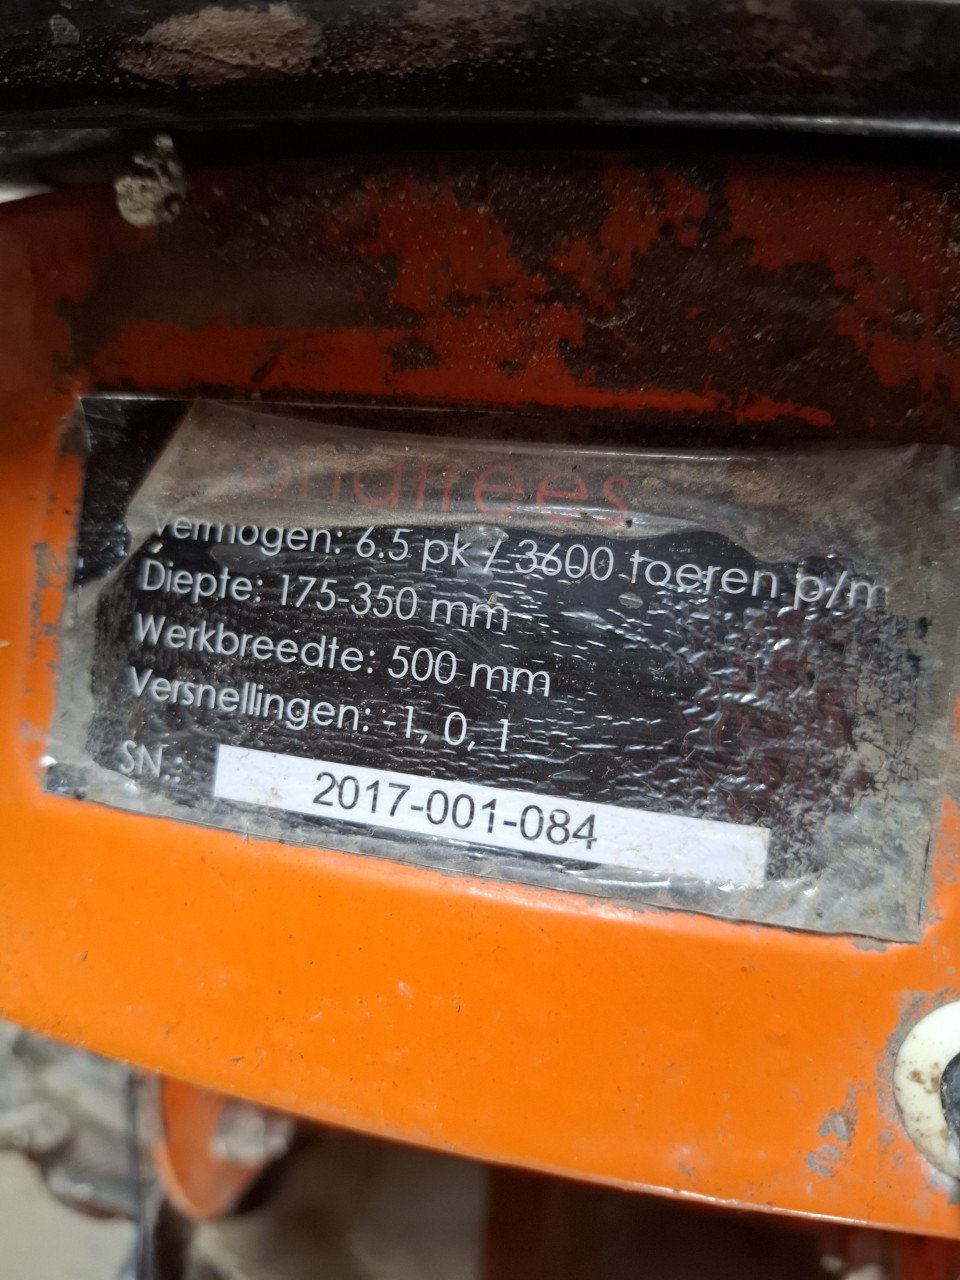 Grondfrees
Vermogen: 6.5 pk / 3600 toeren p/m
Diepte: 175-350 mm
Werkbreedte: 500 mm
Versnellingen: -1, 0, 1
SN.: 2017-001-084